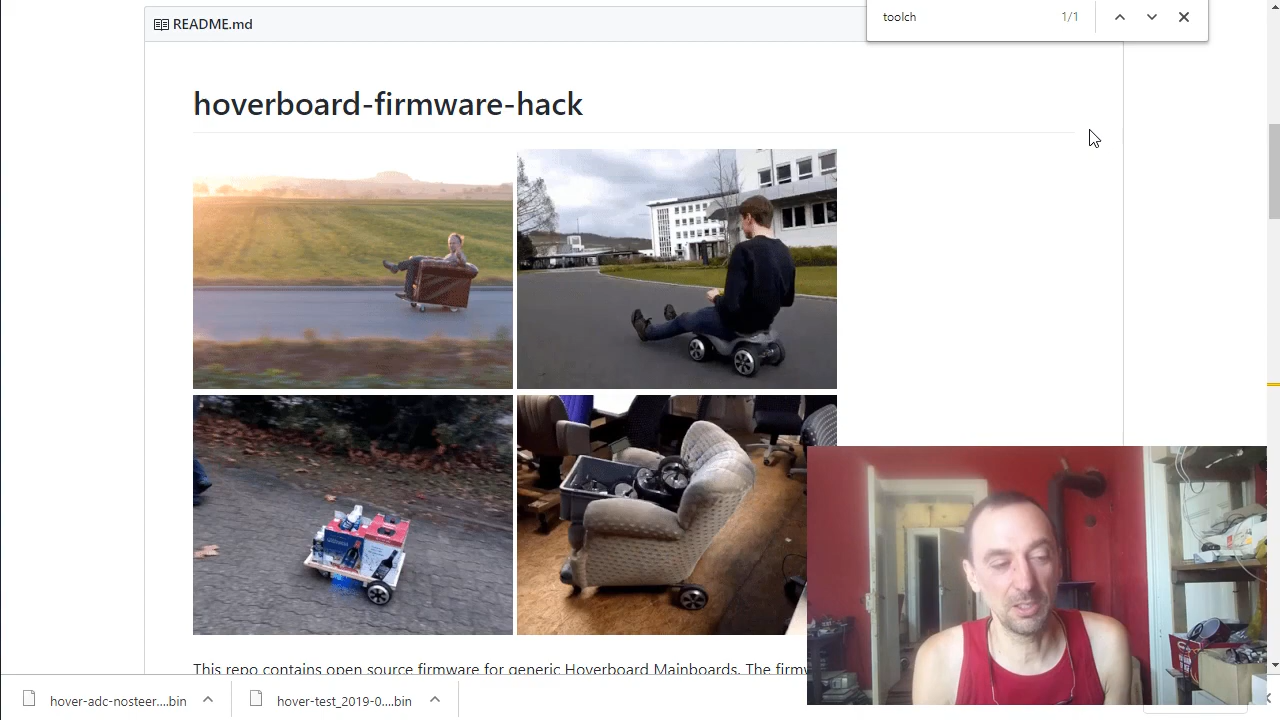 toolch
1/1
README.md
hoverboard-firmware-hack
This repo contains open source firmware for generic Hoverboard Mainboards. The
hover-adc-nosteer....bin
hover-test_2019-0....bin